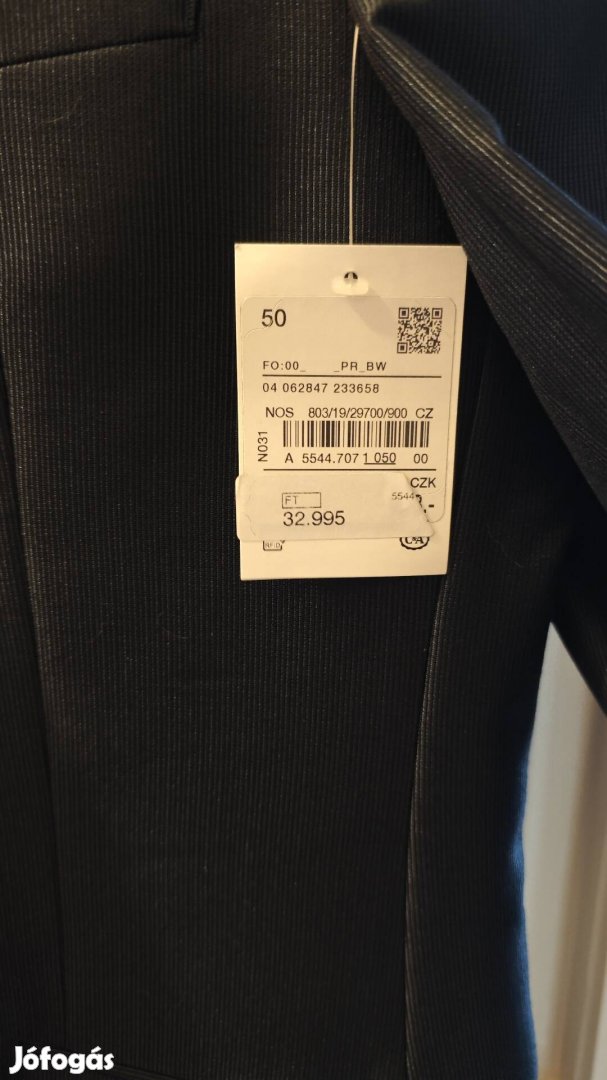 50
FO:00_ _PR_BW
04 062847 233658
NOS 803/19/29700/900 CZ
N031
A 5544.707 1 050 00
CZK
FT 5544
32.995
,-
RFID
C&A
Jófogás